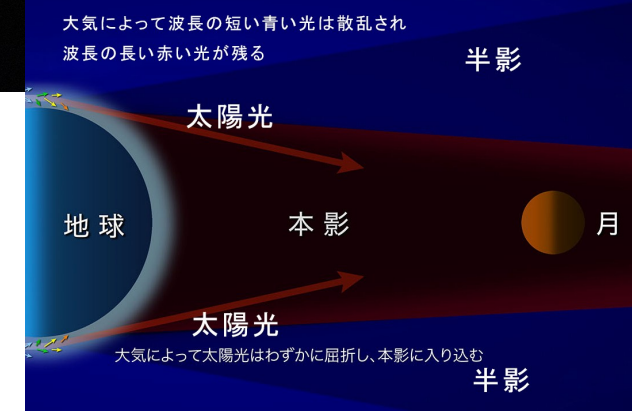 大気によって波長の短い青い光は散乱され
波長の長い赤い光が残る
半影
太陽光
地球
本影
月
太陽光
大気によって太陽光はわずかに屈折し、本影に入り込む
半影